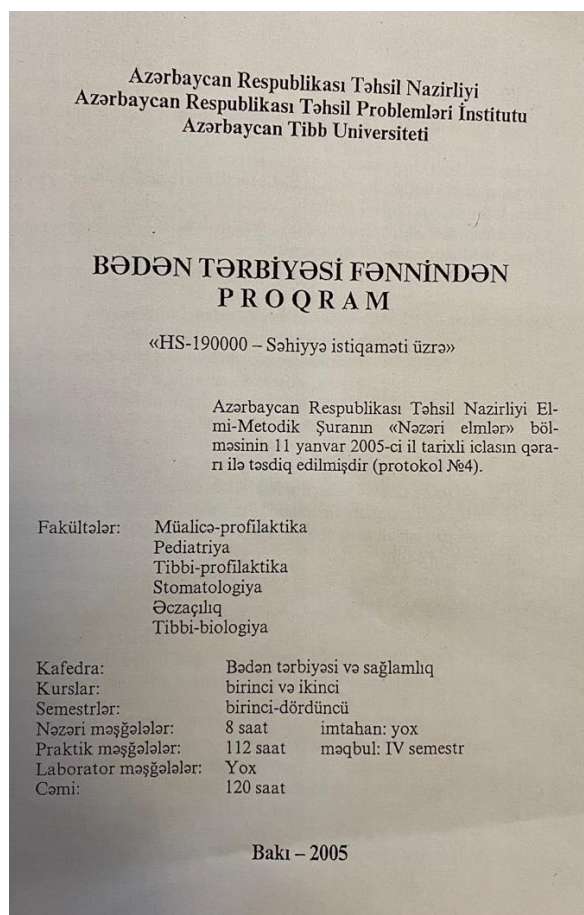 Azərbaycan Respublikası Təhsil Nazirliyi
Azərbaycan Respublikası Təhsil Problemləri İnstitutu
Azərbaycan Tibb Universiteti
BƏDƏN TƏRBİYƏSİ FƏNNİNDƏN
P R O Q R A M
«HS-190000 – Səhiyyə istiqaməti üzrə»
Azərbaycan Respublikası Təhsil Nazirliyi El-
mi-Metodik Şuranın «Nəzəri elmlər» böl-
məsinin 11 yanvar 2005-ci il tarixli iclasın qəra-
rı ilə təsdiq edilmişdir (protokol №4).
Fakültələr: Müalicə-profilaktika
Pediatriya
Tibbi-profilaktika
Stomatologiya
Əczaçılıq
Tibbi-biologiya
Kafedra: Bədən tərbiyəsi və sağlamlıq
Kurslar: birinci və ikinci
Semestrlər: birinci-dördüncü
Nəzəri məşğələlər: 8 saat imtahan: yox
Praktik məşğələlər: 112 saat məqbul: IV semestr
Laborator məşğələlər: Yox
Cəmi: 120 saat
Bakı – 2005